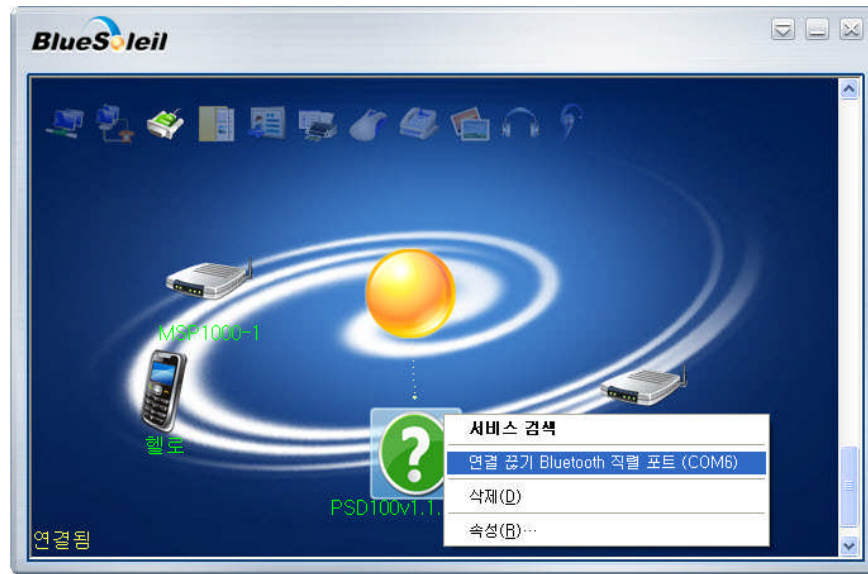 BlueSoleil
MSP1000-1
헬로
PSD100v1.1.
서비스 검색
연결 끊기 Bluetooth 직렬 포트 (COM6)
삭제(D)
속성(R)...
연결됨